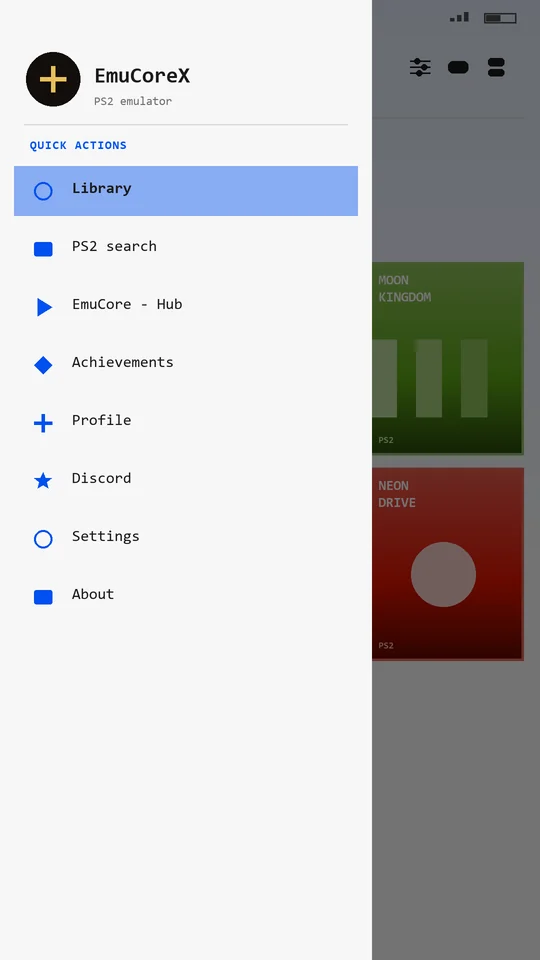 EmuCoreX
PS2 emulator
QUICK ACTIONS
Library
PS2 search
EmuCore - Hub
Achievements
Profile
Discord
Settings
About
MOON
KINGDOM
PS2
NEON
DRIVE
PS2